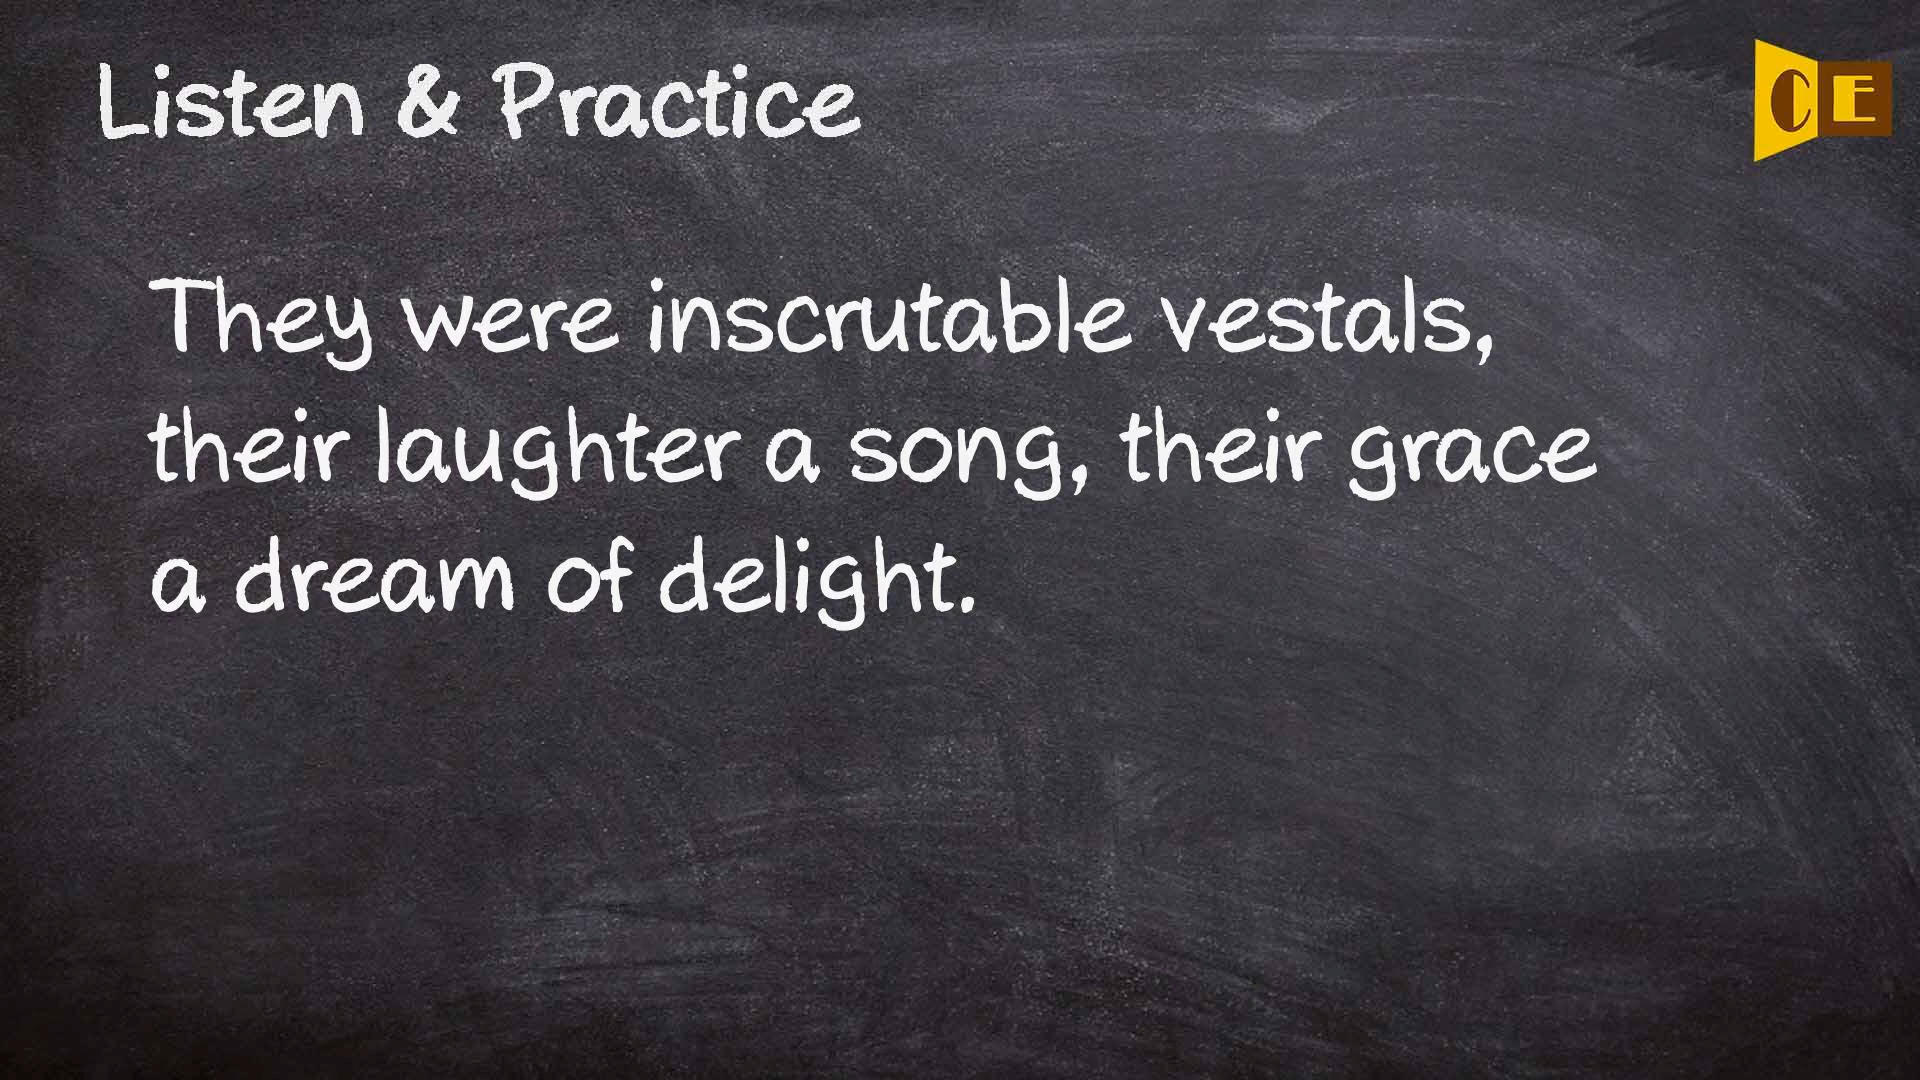 Listen & Practice
CE
They were inscrutable vestals,
their laughter a song, their grace
a dream of delight.